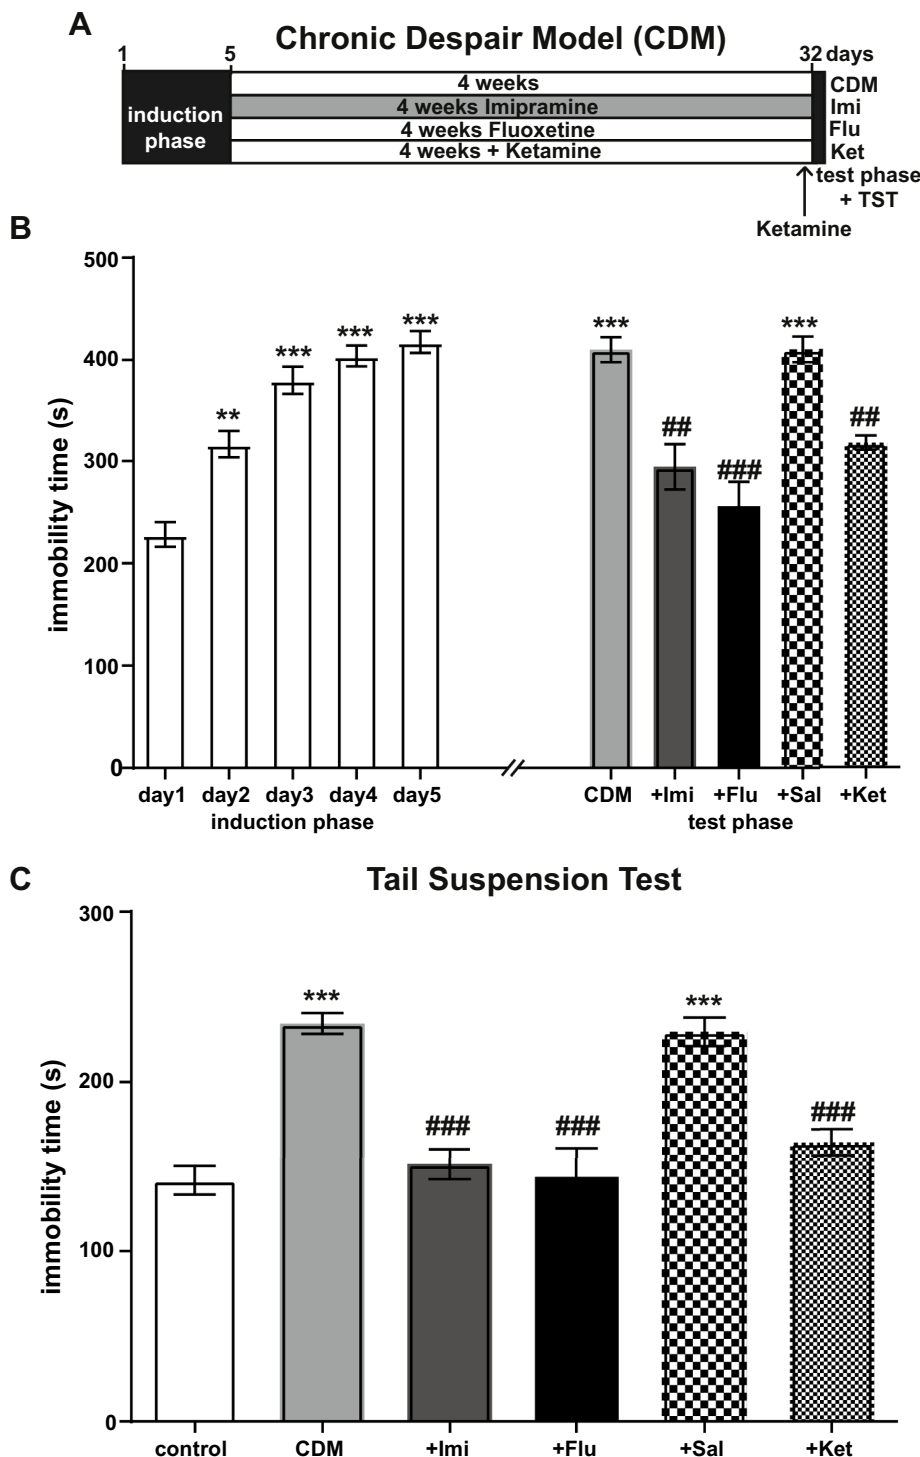 A
Chronic Despair Model (CDM)
1 5 32 days
induction
phase
4 weeks CDM
4 weeks Imipramine Imi
4 weeks Fluoxetine Flu
4 weeks + Ketamine Ket
test phase
+ TST
Ketamine
B
immobility time (s)
500
400
300
200
100
0
***
***
***
**
***
##
###
***
##
day1 day2 day3 day4 day5 CDM +Imi +Flu +Sal +Ket
induction phase test phase
C
Tail Suspension Test
immobility time (s)
300
200
100
0
***
###
###
***
###
control CDM +Imi +Flu +Sal +Ket